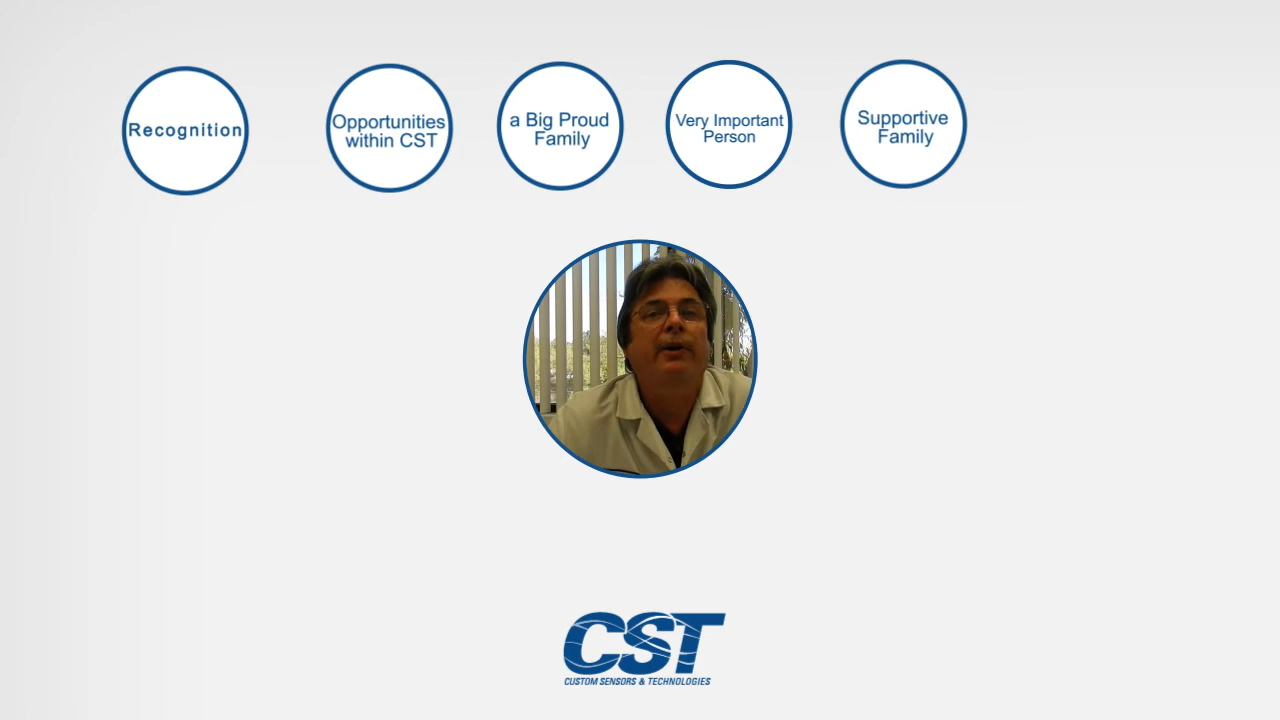 Recognition
Opportunities
within CST
a Big Proud
Family
Very Important
Person
Supportive
Family
CST
CUSTOM SENSORS & TECHNOLOGIES